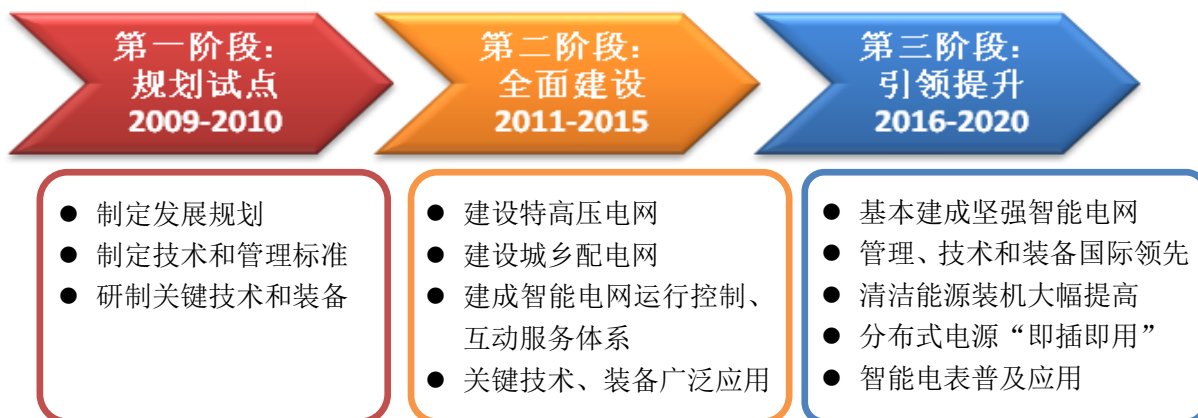 第一阶段:
规划试点
2009-2010
第二阶段:
全面建设
2011-2015
第三阶段:
引领提升
2016-2020
● 制定发展规划
● 制定技术和管理标准
● 研制关键技术和装备
● 建设特高压电网
● 建设城乡配电网
● 建成智能电网运行控制、
互动服务体系
● 关键技术、装备广泛应用
● 基本建成坚强智能电网
● 管理、技术和装备国际领先
● 清洁能源装机大幅提高
● 分布式电源“即插即用”
● 智能电表普及应用